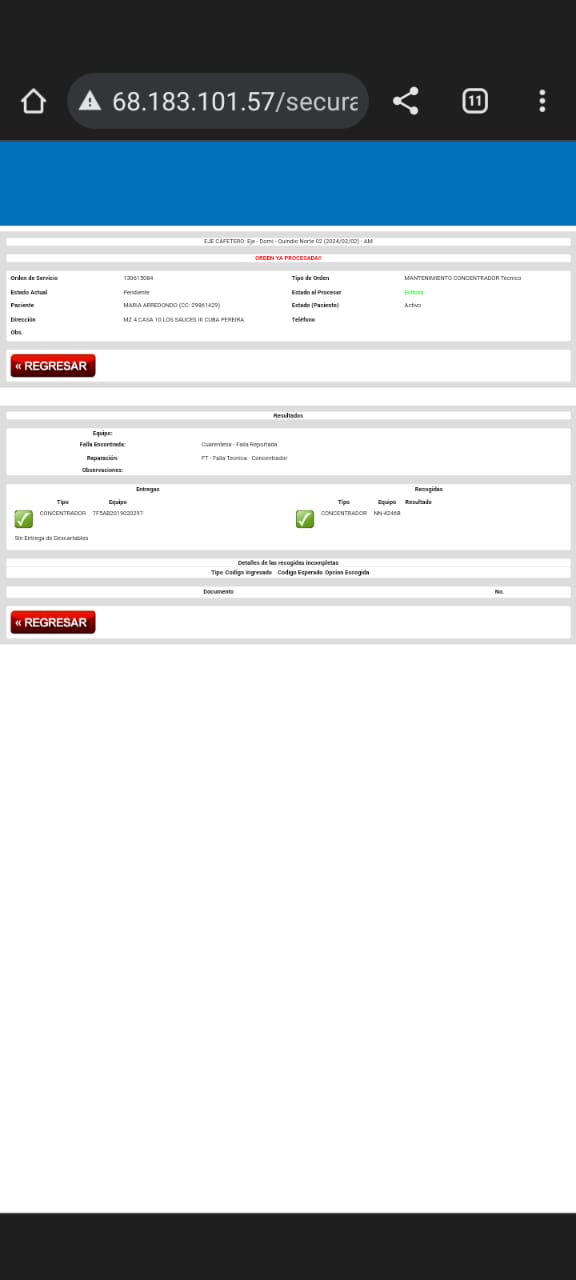 68.183.101.57/secura
11
EJE CAFETERO: Eje - Domi - Quindio Norte 02 (2024/02/02) - AM
ORDEN YA PROCESADA!!
Orden de Servicio 130615084 Tipo de Orden MANTENIMIENTO CONCENTRADOR Tecnico
Estado Actual Pendiente Estado al Procesar Exitosa
Paciente MARIA ARREDONDO (CC: 29861429) Estado (Paciente) Activo
Dirección MZ 4 CASA 10 LOS SAUCES III CUBA PEREIRA Teléfono
Obs.
« REGRESAR
Resultados
Equipo:
Falla Encontrada: Cuarentena - Falla Reportada
Reparación: FT - Falla Tecnica - Concentrador
Observaciones:
Entregas Recogidas
Tipo Equipo Tipo Equipo Resultado
CONCENTRADOR 7F5AB2019020297 CONCENTRADOR NN-42468
Sin Entrega de Descartables
Detalles de las recogidas incompletas
Tipo Codigo Ingresado Codigo Esperado Opcion Escogida
Documento No.
« REGRESAR